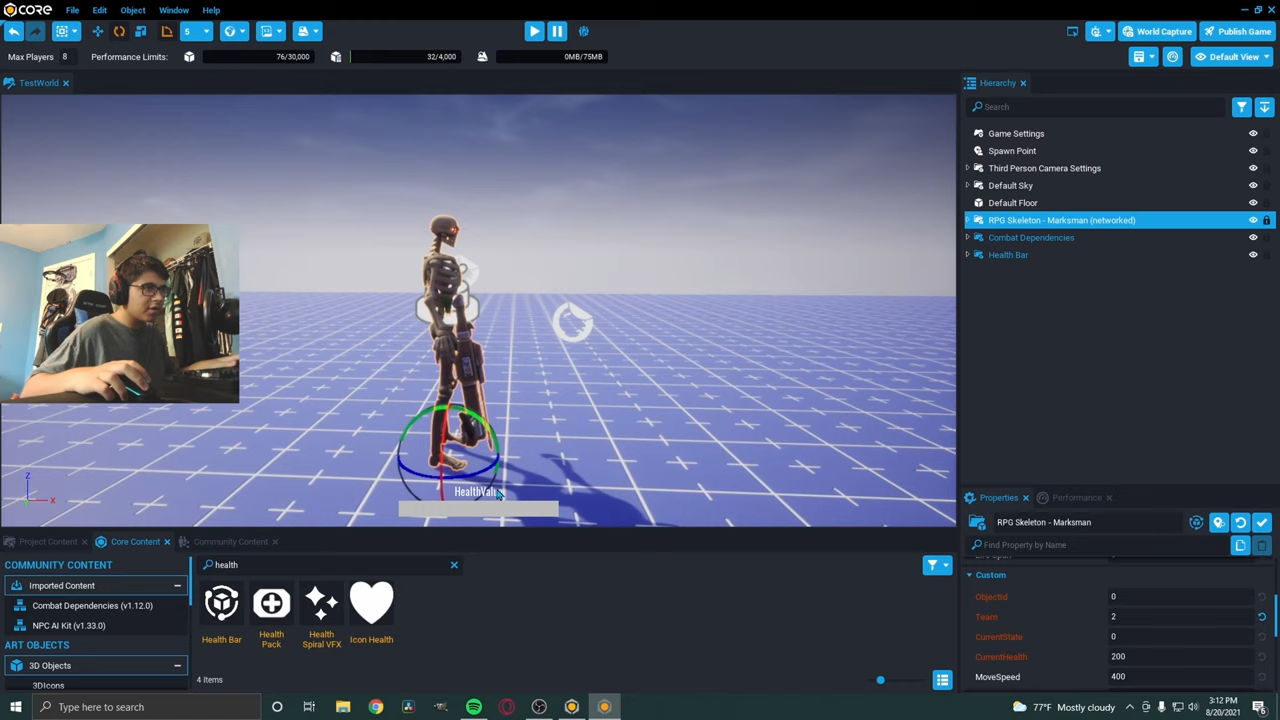 CORE File Edit Object Window Help
5 World Capture Publish Game
Max Players 8 Performance Limits: 76/30,000 32/4,000 0MB/75MB Default View
TestWorld
Hierarchy
Search
Game Settings
Spawn Point
Third Person Camera Settings
Default Sky
Default Floor
RPG Skeleton - Marksman (networked)
Combat Dependencies
Health Bar
Z
X
Properties Performance
RPG Skeleton - Marksman
Find Property by Name
Custom
ObjectId 0
Team 2
CurrentState 0
CurrentHealth 200
MoveSpeed 400
Project Content Core Content Community Content
COMMUNITY CONTENT
Imported Content
Combat Dependencies (v1.12.0)
NPC AI Kit (v1.33.0)
ART OBJECTS
3D Objects
3DIcons
health
Health Bar
Health Pack
Health Spiral VFX
Icon Health
4 Items
Type here to search
77°F Mostly cloudy
3:12 PM
8/20/2021
6